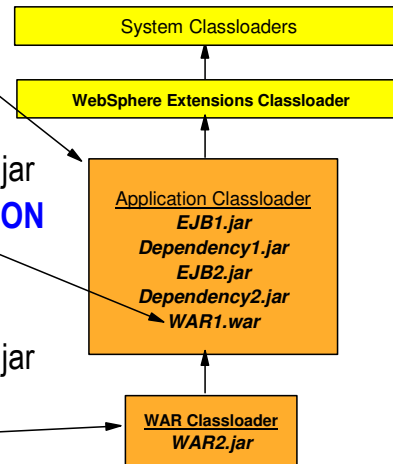 System Classloaders
WebSphere Extensions Classloader
jar
ON
Application Classloader
EJB1.jar
Dependency1.jar
EJB2.jar
Dependency2.jar
WAR1.war
jar
WAR Classloader
WAR2.jar